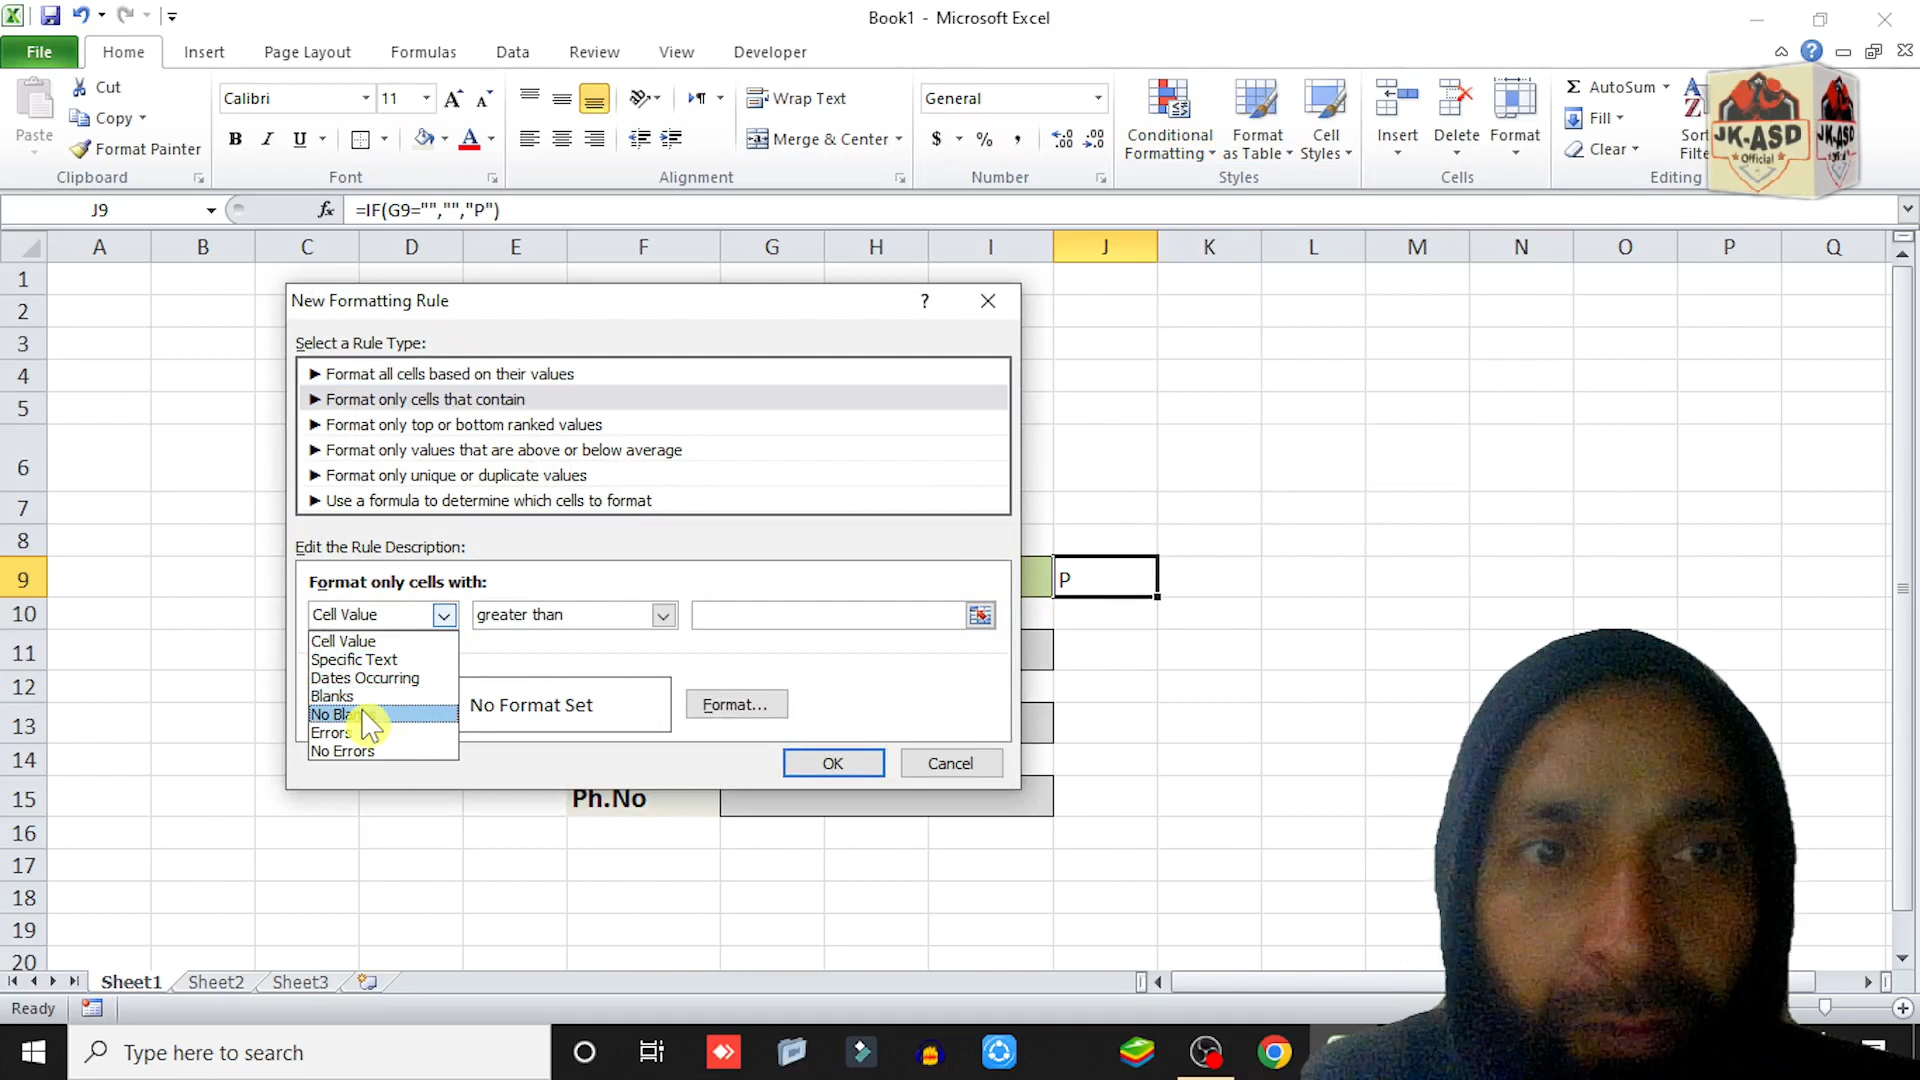 Book1 - Microsoft Excel
File Home Insert Page Layout Formulas Data Review View Developer
Paste
Cut
Copy
Format Painter
Clipboard
Calibri 11
B I U A
Font
Wrap Text
Merge & Center
Alignment
General
$ % ,
Number
Conditional Formatting
Format as Table
Cell Styles
Styles
Insert Delete Format
Cells
Σ AutoSum
Fill
Clear
Editing
JK-ASD
Official
JK-ASD
J9 fx =IF(G9="","","P")
A B C D E F G H I J K L M N O P Q
1
2
3
4
5
6
7
8
9 P
10
11
12
13
14
15 Ph.No
16
17
18
19
20
New Formatting Rule ?
Select a Rule Type:
► Format all cells based on their values
► Format only cells that contain
► Format only top or bottom ranked values
► Format only values that are above or below average
► Format only unique or duplicate values
► Use a formula to determine which cells to format
Edit the Rule Description:
Format only cells with:
Cell Value greater than
Cell Value
Specific Text
Dates Occurring
Blanks
Errors
No Errors
No Format Set Format...
OK Cancel
Sheet1 Sheet2 Sheet3
Ready
Type here to search